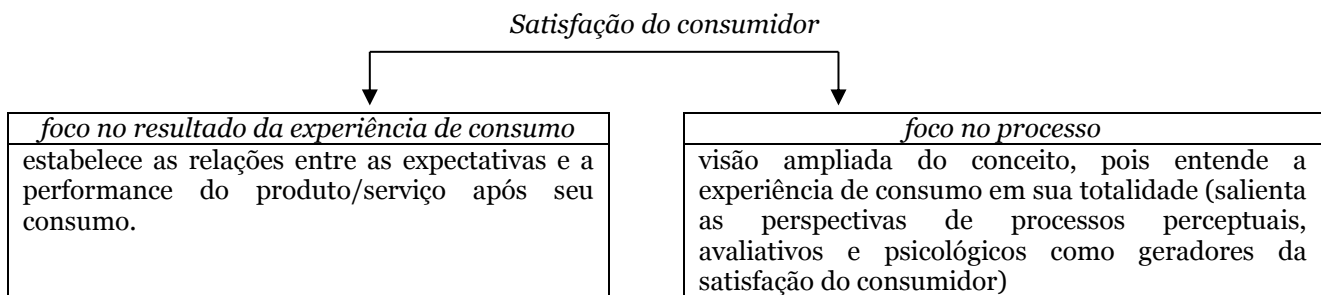 Satisfação do consumidor
foco no resultado da experiência de consumo
estabelece as relações entre as expectativas e a
performance do produto/serviço após seu
consumo.
foco no processo
visão ampliada do conceito, pois entende a
experiência de consumo em sua totalidade (salienta
as perspectivas de processos perceptuais,
avaliativos e psicológicos como geradores da
satisfação do consumidor)